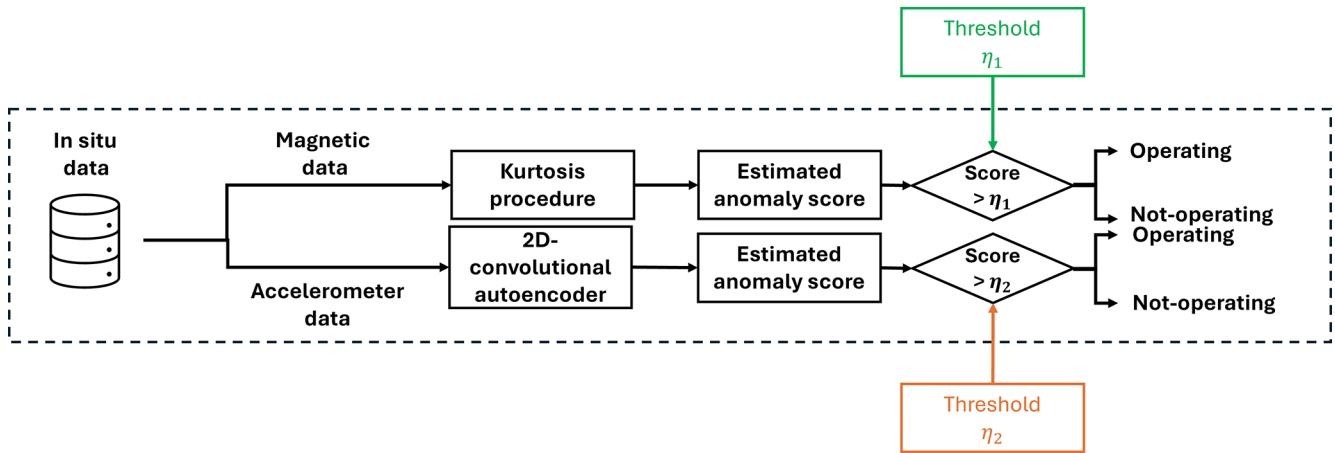 Threshold
η₁
In situ
data
Magnetic
data
Kurtosis
procedure
Estimated
anomaly score
Score
> η₁
Operating
Not-operating
Accelerometer
data
2D-
convolutional
autoencoder
Estimated
anomaly score
Score
> η₂
Operating
Not-operating
Threshold
η₂